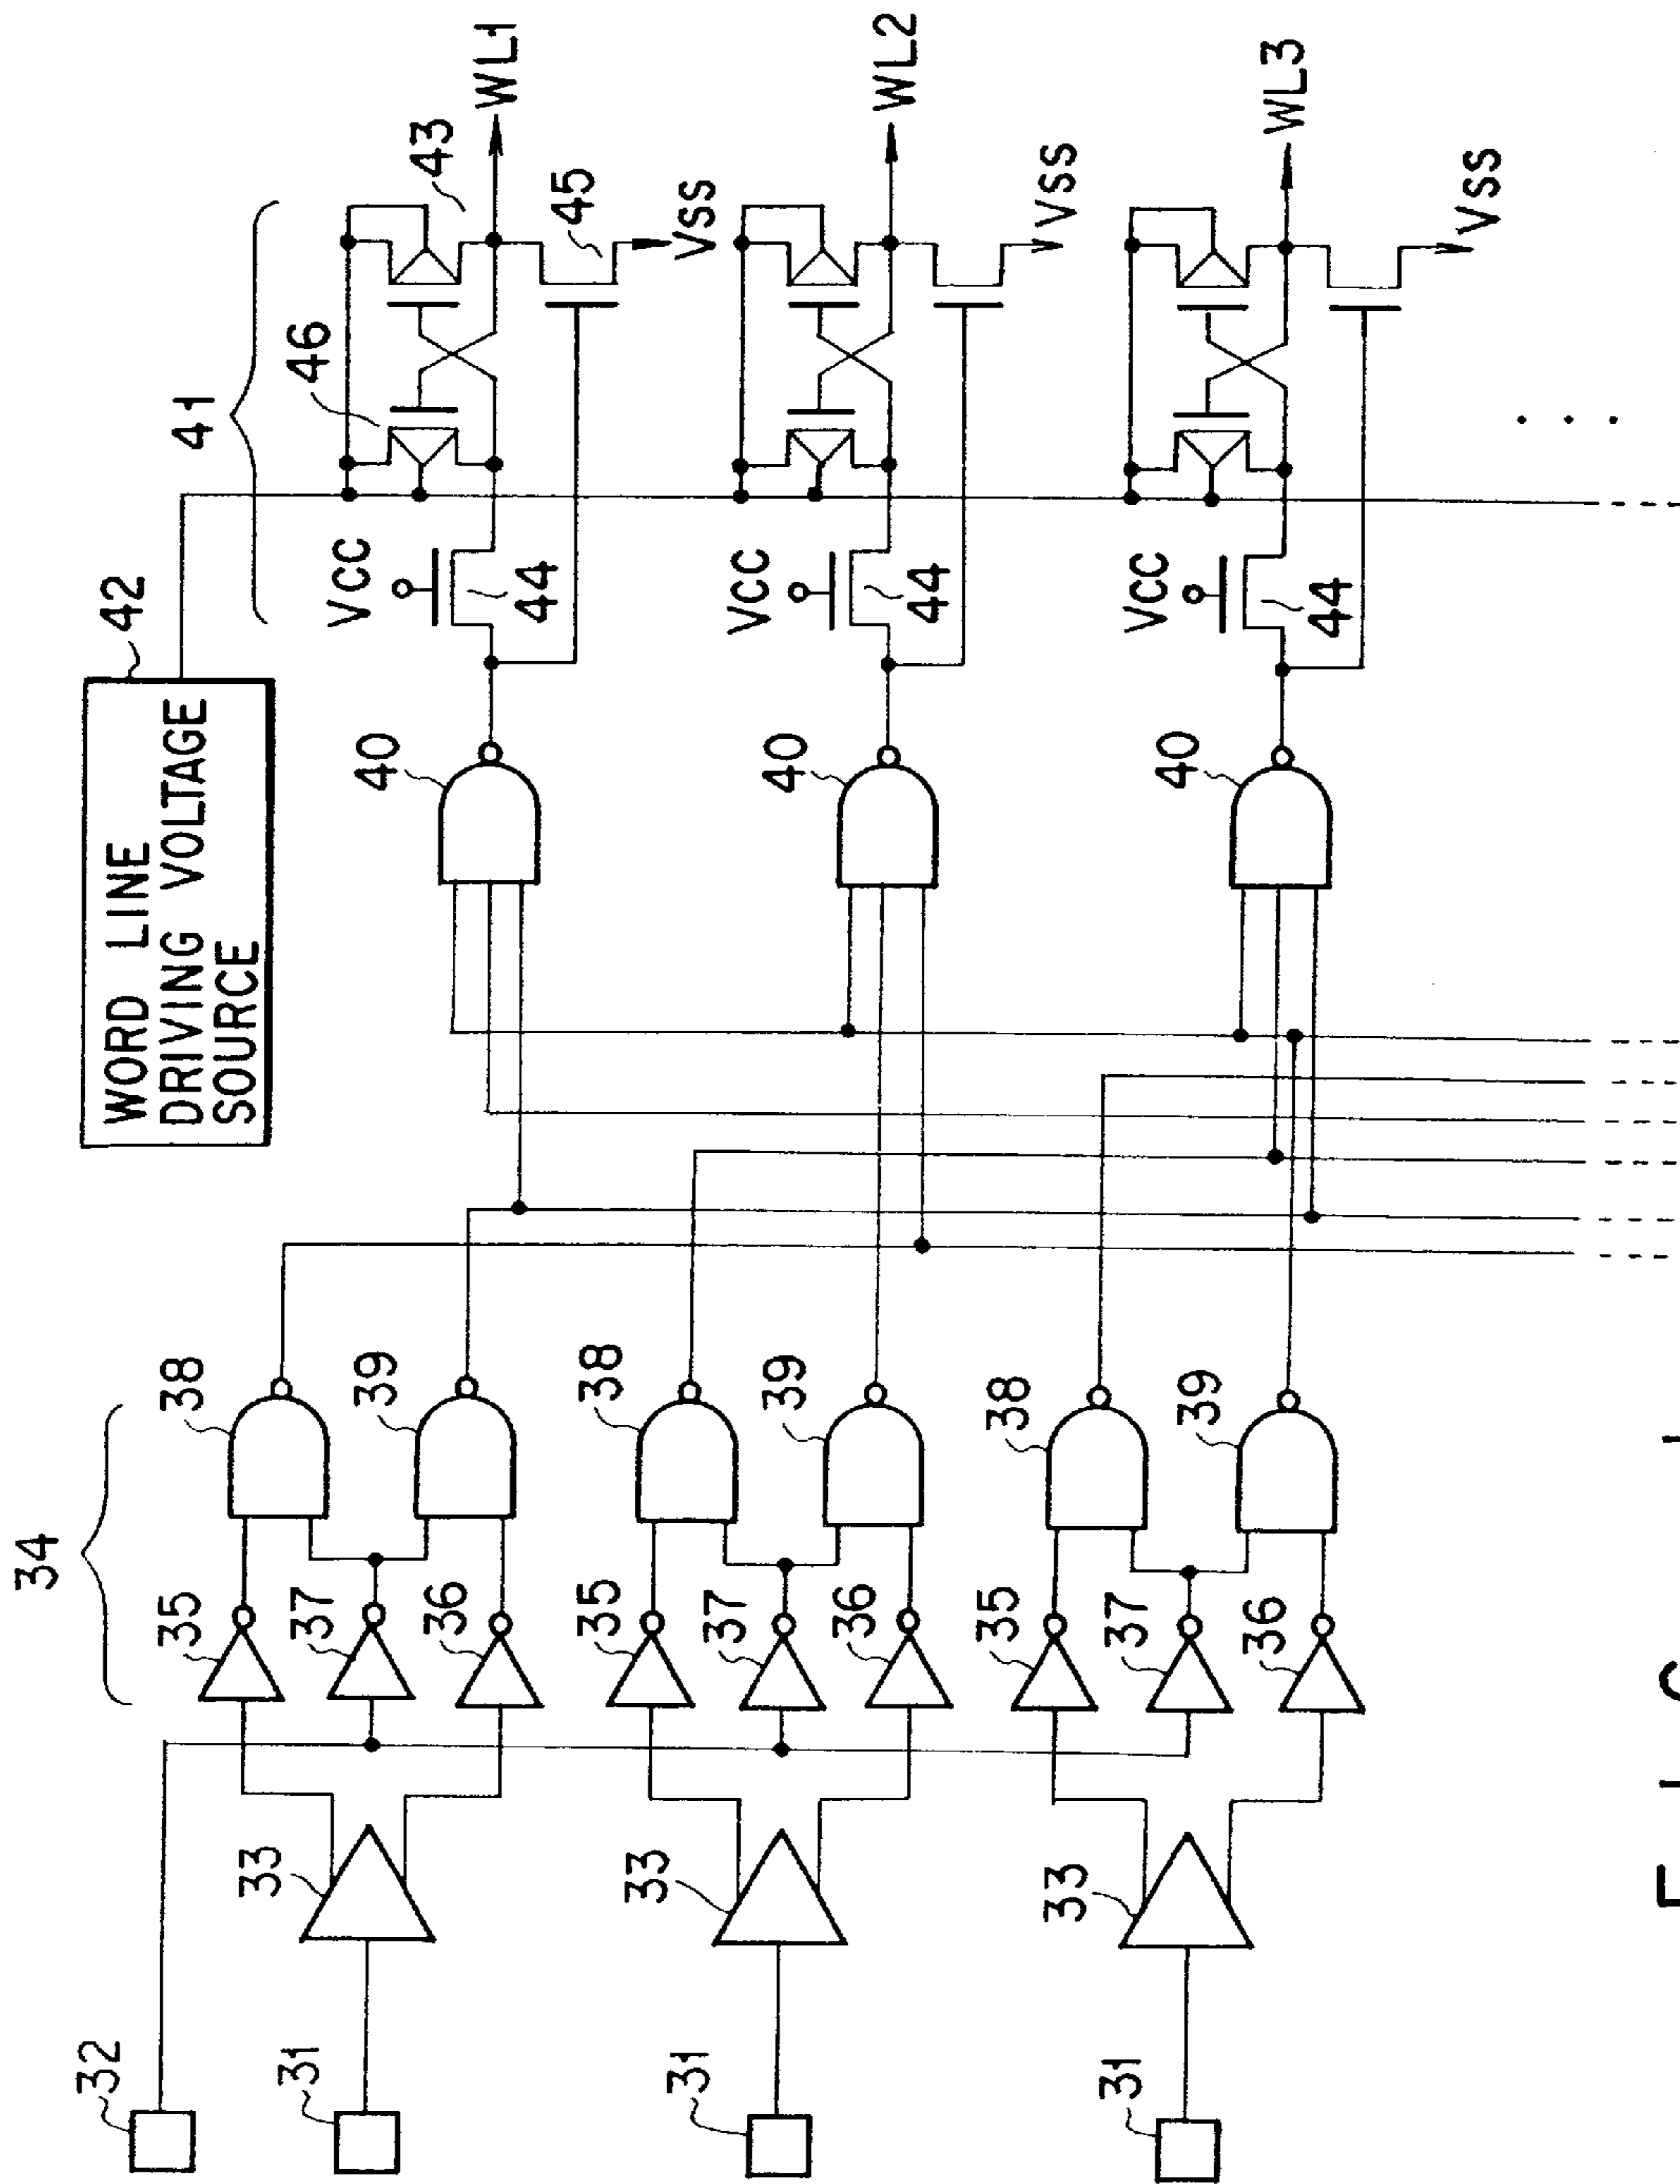 34
32
WORD LINE
DRIVING VOLTAGE
SOURCE
42
41
35
38
33
31
37
46
39
40
VCC
36
43
WL1
44
45
35
38
33
31
VSS
37
39
40
VCC
36
WL2
44
35
38
VSS
33
31
37
39
40
VCC
36
WL3
44
VSS